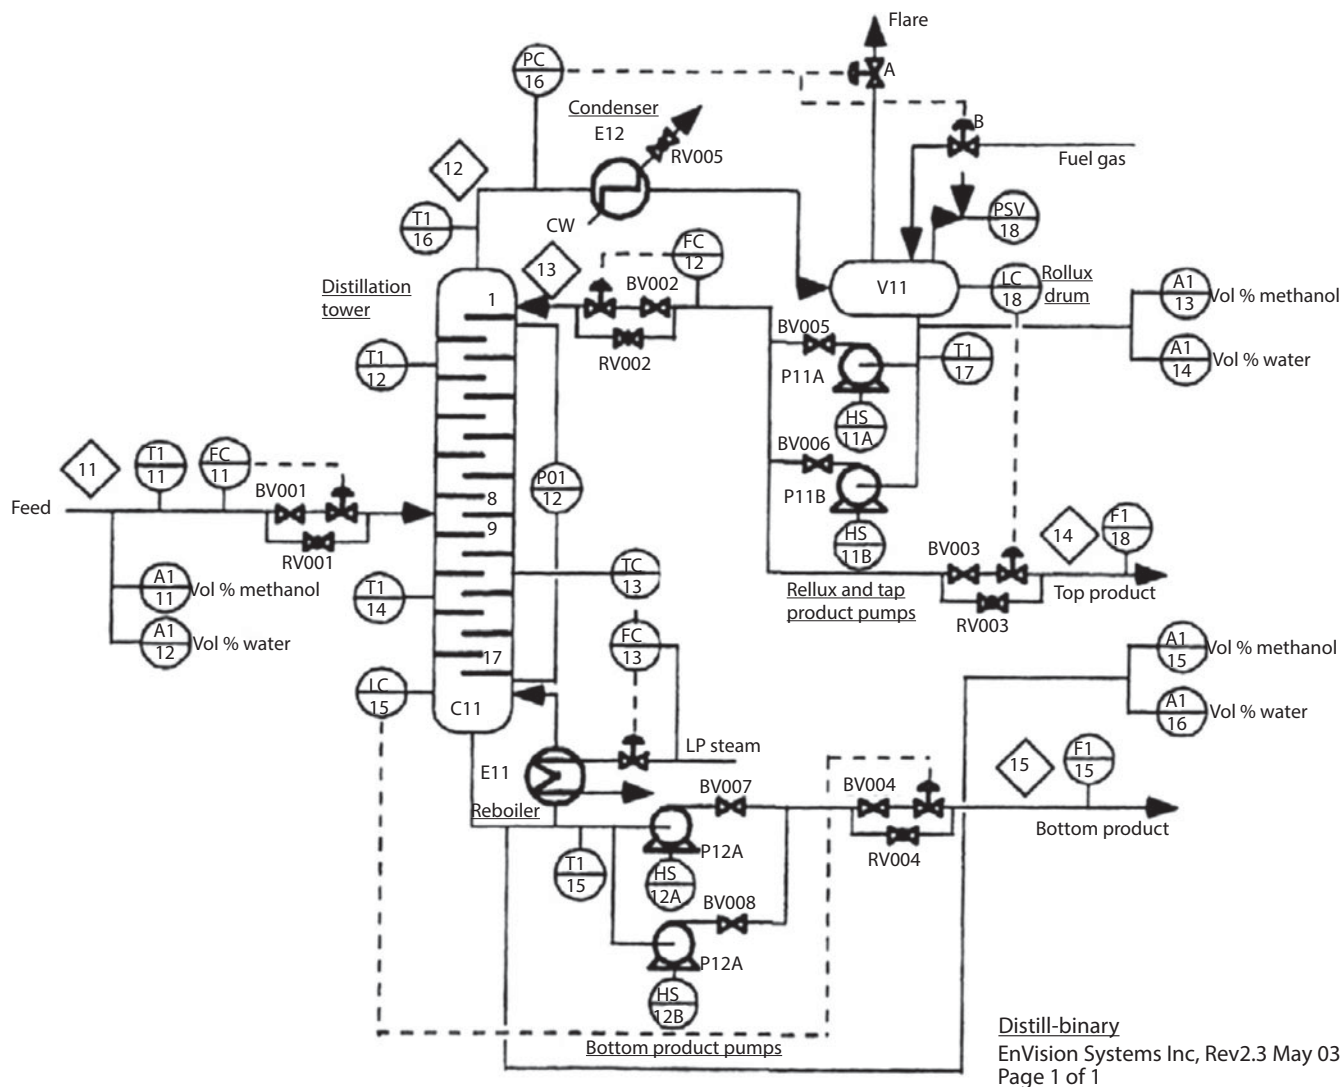 Flare
PC
16
A
Condenser
E12
RV005
B
Fuel gas
12
T1
16
CW
PSV
18
13
FC
12
BV002
RV002
V11
LC
18
Rollux
drum
A1
13
Vol % methanol
A1
14
Vol % water
Distillation
tower
1
T1
12
BV005
P11A
T1
17
HS
11A
BV006
P11B
HS
11B
11
T1
11
FC
11
BV001
Feed
RV001
8
9
P01
12
A1
11
Vol % methanol
A1
12
Vol % water
T1
14
TC
13
FC
13
17
LC
15
C11
Rellux and tap
product pumps
BV003
RV003
14
F1
18
Top product
A1
15
Vol % methanol
A1
16
Vol % water
LP steam
E11
Reboiler
BV007
P12A
T1
15
HS
12A
BV008
P12A
HS
12B
BV004
RV004
15
F1
15
Bottom product
Bottom product pumps
Distill-binary
EnVision Systems Inc, Rev2.3 May 03
Page 1 of 1